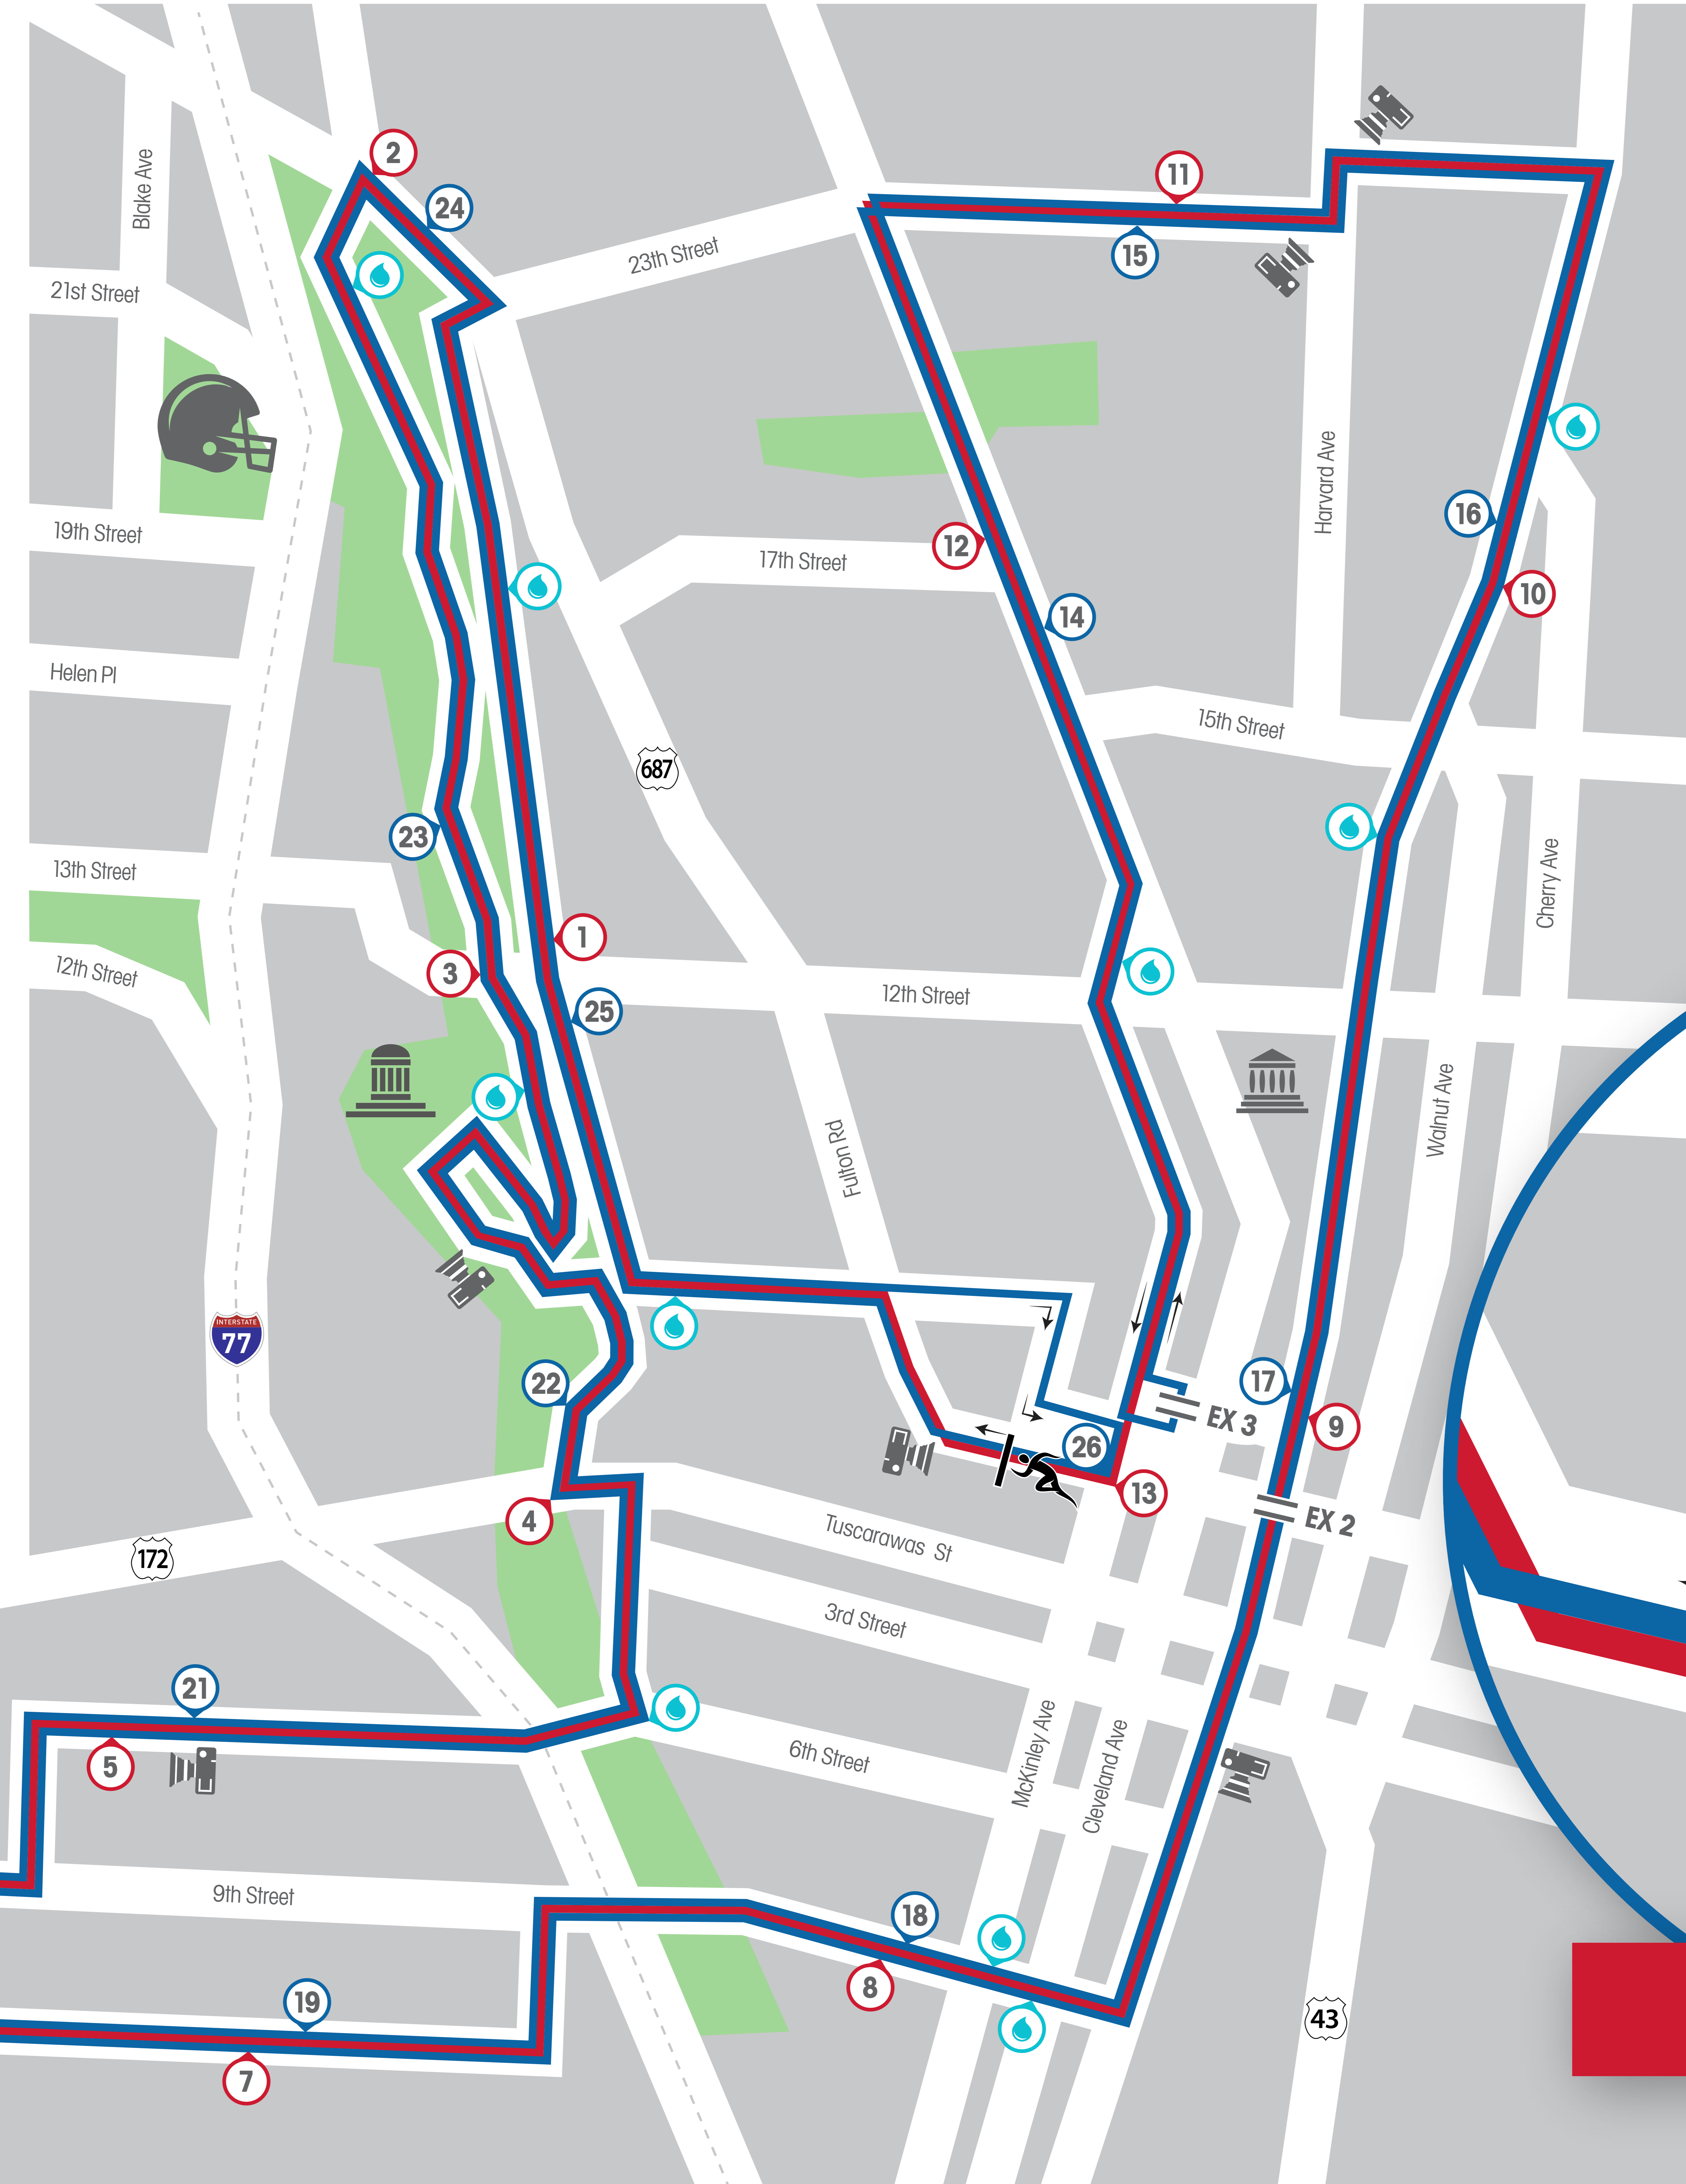 2
24
11
Blake Ave
23rd Street
15
21st Street
Harvard Ave
16
19th Street
12
17th Street
10
14
Helen Pl
15th Street
687
23
13th Street
Cherry Ave
1
3
12th Street
12th Street
25
Walnut Ave
Fulton Rd
INTERSTATE
77
22
17
EX 3
9
26
13
4
EX 2
Tuscarawas St
172
3rd Street
21
McKinley Ave
Cleveland Ave
5
6th Street
9th Street
18
8
19
43
7